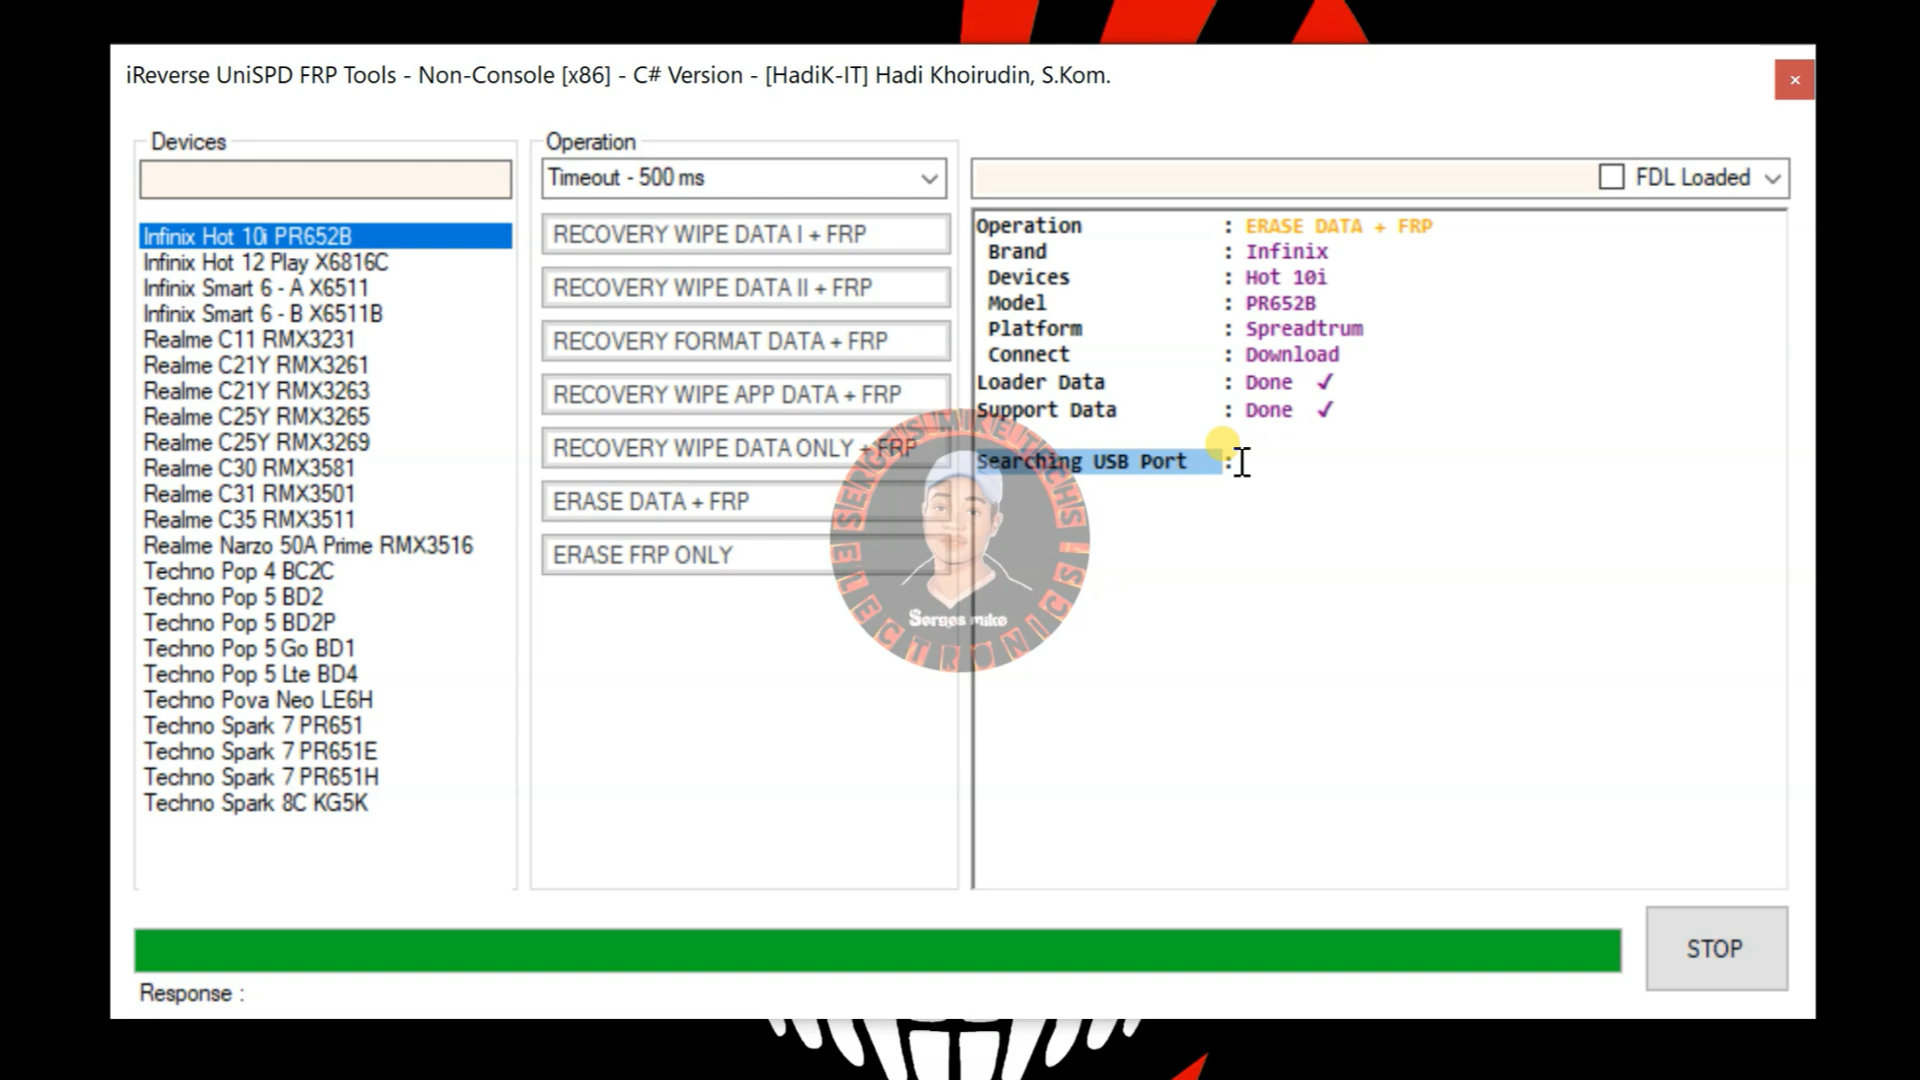 iReverse UniSPD FRP Tools - Non-Console [x86] - C# Version - [HadiK-IT] Hadi Khoirudin, S.Kom.
Devices
Infinix Hot 10i PR652B
Infinix Hot 12 Play X6816C
Infinix Smart 6 - A X6511
Infinix Smart 6 - B X6511B
Realme C11 RMX3231
Realme C21Y RMX3261
Realme C21Y RMX3263
Realme C25Y RMX3265
Realme C25Y RMX3269
Realme C30 RMX3581
Realme C31 RMX3501
Realme C35 RMX3511
Realme Narzo 50A Prime RMX3516
Techno Pop 4 BC2C
Techno Pop 5 BD2
Techno Pop 5 BD2P
Techno Pop 5 Go BD1
Techno Pop 5 Lte BD4
Techno Pova Neo LE6H
Techno Spark 7 PR651
Techno Spark 7 PR651E
Techno Spark 7 PR651H
Techno Spark 8C KG5K
Operation
Timeout - 500 ms
RECOVERY WIPE DATA I + FRP
RECOVERY WIPE DATA II + FRP
RECOVERY FORMAT DATA + FRP
RECOVERY WIPE APP DATA + FRP
RECOVERY WIPE DATA ONLY + FRP
ERASE DATA + FRP
ERASE FRP ONLY
FDL Loaded
Operation : ERASE DATA + FRP
Brand : Infinix
Devices : Hot 10i
Model : PR652B
Platform : Spreadtrum
Connect : Download
Loader Data : Done ✓
Support Data : Done ✓
Searching USB Port :
SERGES MIKE TECHS
ELECTRONICS
Serges mike
STOP
Response :